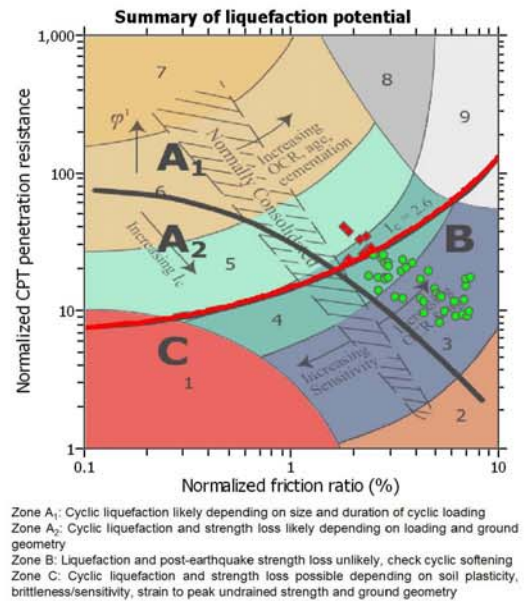 Summary of liquefaction potential
1,000
7
8
9
φ'
Increasing
OCR, age,
cementation
Normally Consolidated
A1
100
6
Ic = 2.6
A2
B
Increasing Ic
5
10
4
3
C
Increasing
Sensitivity
1
2
1
0.1
1
10
Normalized CPT penetration resistance
Normalized friction ratio (%)
Zone A1: Cyclic liquefaction likely depending on size and duration of cyclic loading
Zone A2: Cyclic liquefaction and strength loss likely depending on loading and ground
geometry
Zone B: Liquefaction and post-earthquake strength loss unlikely, check cyclic softening
Zone C: Cyclic liquefaction and strength loss possible depending on soil plasticity,
brittleness/sensitivity, strain to peak undrained strength and ground geometry